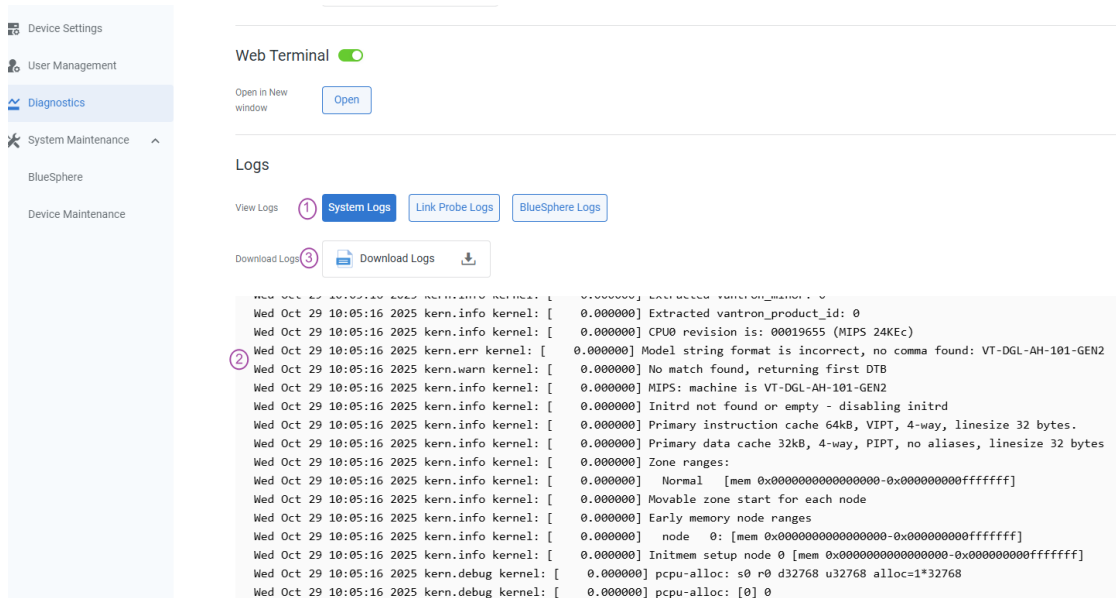 Device Settings
User Management
Diagnostics
System Maintenance
BlueSphere
Device Maintenance
Web Terminal
Open in New
window
Open
Logs
View Logs 1 System Logs Link Probe Logs BlueSphere Logs
Download Logs 3 Download Logs
Wed Oct 29 10:05:16 2025 kern.info kernel: [    0.000000] Extracted vantron_minor: 0
Wed Oct 29 10:05:16 2025 kern.info kernel: [    0.000000] Extracted vantron_product_id: 0
Wed Oct 29 10:05:16 2025 kern.info kernel: [    0.000000] CPU0 revision is: 00019655 (MIPS 24KEc)
2 Wed Oct 29 10:05:16 2025 kern.err kernel: [    0.000000] Model string format is incorrect, no comma found: VT-DGL-AH-101-GEN2
Wed Oct 29 10:05:16 2025 kern.warn kernel: [    0.000000] No match found, returning first DTB
Wed Oct 29 10:05:16 2025 kern.info kernel: [    0.000000] MIPS: machine is VT-DGL-AH-101-GEN2
Wed Oct 29 10:05:16 2025 kern.info kernel: [    0.000000] Initrd not found or empty - disabling initrd
Wed Oct 29 10:05:16 2025 kern.info kernel: [    0.000000] Primary instruction cache 64kB, VIPT, 4-way, linesize 32 bytes.
Wed Oct 29 10:05:16 2025 kern.info kernel: [    0.000000] Primary data cache 32kB, 4-way, PIPT, no aliases, linesize 32 bytes
Wed Oct 29 10:05:16 2025 kern.info kernel: [    0.000000] Zone ranges:
Wed Oct 29 10:05:16 2025 kern.info kernel: [    0.000000]   Normal   [mem 0x0000000000000000-0x000000000fffffff]
Wed Oct 29 10:05:16 2025 kern.info kernel: [    0.000000] Movable zone start for each node
Wed Oct 29 10:05:16 2025 kern.info kernel: [    0.000000] Early memory node ranges
Wed Oct 29 10:05:16 2025 kern.info kernel: [    0.000000]   node   0: [mem 0x0000000000000000-0x000000000fffffff]
Wed Oct 29 10:05:16 2025 kern.info kernel: [    0.000000] Initmem setup node 0 [mem 0x0000000000000000-0x000000000fffffff]
Wed Oct 29 10:05:16 2025 kern.debug kernel: [    0.000000] pcpu-alloc: s0 r0 d32768 u32768 alloc=1*32768
Wed Oct 29 10:05:16 2025 kern.debug kernel: [    0.000000] pcpu-alloc: [0] 0